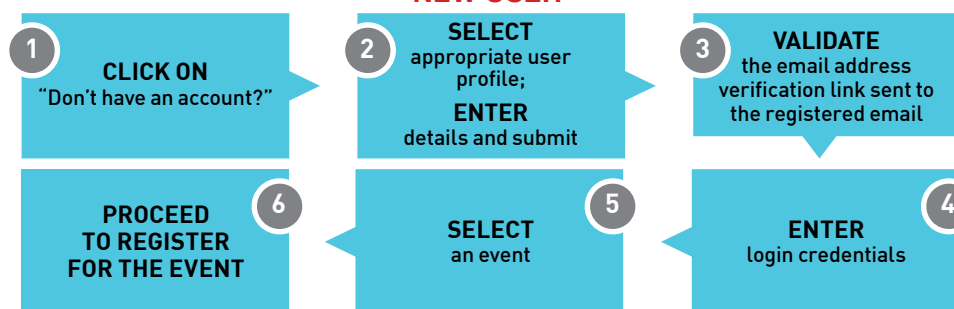 NEW USER
1
CLICK ON
“Don’t have an account?”
2
SELECT
appropriate user
profile;
ENTER
details and submit
3
VALIDATE
the email address
verification link sent to
the registered email
4
ENTER
login credentials
5
SELECT
an event
6
PROCEED
TO REGISTER
FOR THE EVENT